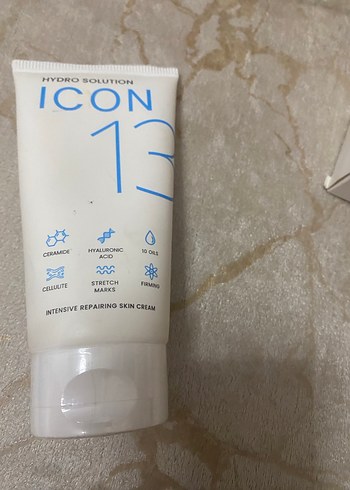 HYDRO SOLUTION
ICON
13
CERAMIDE
HYALURONIC
ACID
10 OILS
CELLULITE
STRETCH
MARKS
FIRMING
INTENSIVE REPAIRING SKIN CREAM